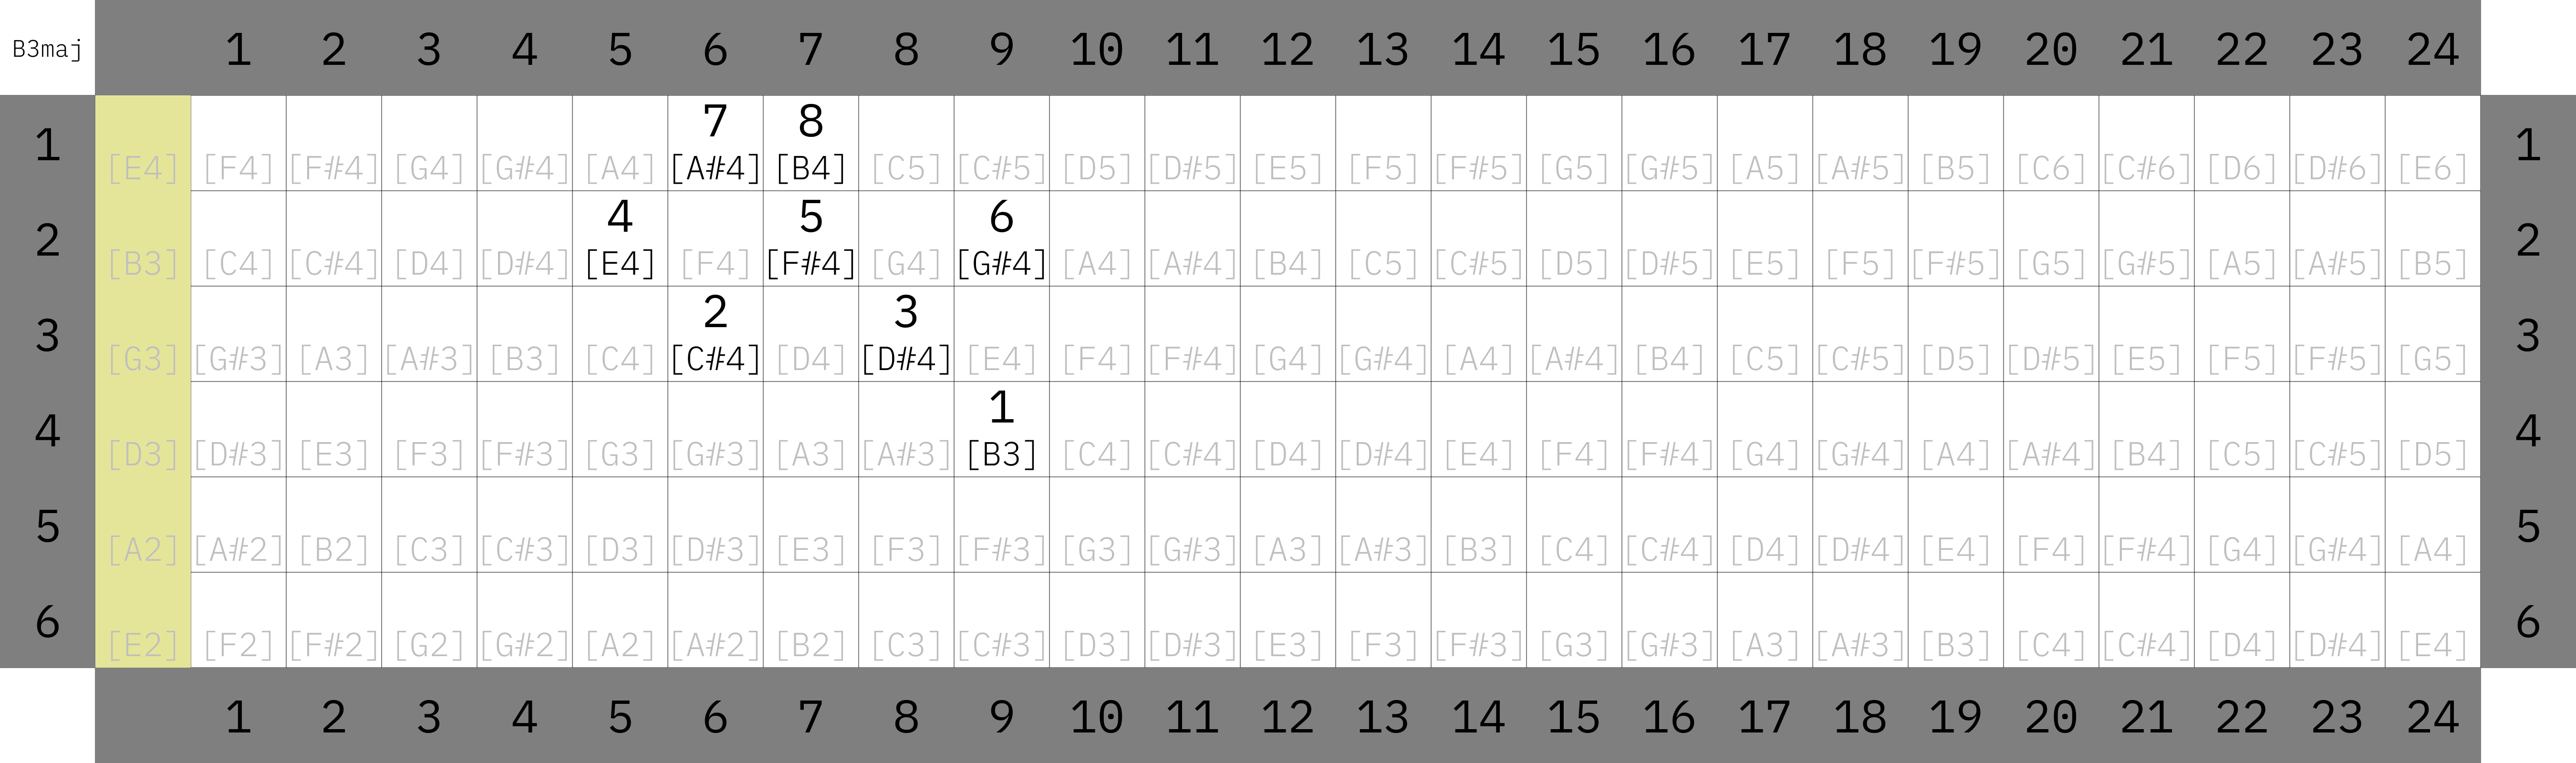 B3maj 1 2 3 4 5 6 7 8 9 10 11 12 13 14 15 16 17 18 19 20 21 22 23 24
7 8
1 [E4] [F4] [F#4] [G4] [G#4] [A4] [A#4] [B4] [C5] [C#5] [D5] [D#5] [E5] [F5] [F#5] [G5] [G#5] [A5] [A#5] [B5] [C6] [C#6] [D6] [D#6] [E6] 1
4 5 6
2 [B3] [C4] [C#4] [D4] [D#4] [E4] [F4] [F#4] [G4] [G#4] [A4] [A#4] [B4] [C5] [C#5] [D5] [D#5] [E5] [F5] [F#5] [G5] [G#5] [A5] [A#5] [B5] 2
2 3
3 [G3] [G#3] [A3] [A#3] [B3] [C4] [C#4] [D4] [D#4] [E4] [F4] [F#4] [G4] [G#4] [A4] [A#4] [B4] [C5] [C#5] [D5] [D#5] [E5] [F5] [F#5] [G5] 3
1
4 [D3] [D#3] [E3] [F3] [F#3] [G3] [G#3] [A3] [A#3] [B3] [C4] [C#4] [D4] [D#4] [E4] [F4] [F#4] [G4] [G#4] [A4] [A#4] [B4] [C5] [C#5] [D5] 4
5 [A2] [A#2] [B2] [C3] [C#3] [D3] [D#3] [E3] [F3] [F#3] [G3] [G#3] [A3] [A#3] [B3] [C4] [C#4] [D4] [D#4] [E4] [F4] [F#4] [G4] [G#4] [A4] 5
6 [E2] [F2] [F#2] [G2] [G#2] [A2] [A#2] [B2] [C3] [C#3] [D3] [D#3] [E3] [F3] [F#3] [G3] [G#3] [A3] [A#3] [B3] [C4] [C#4] [D4] [D#4] [E4] 6
1 2 3 4 5 6 7 8 9 10 11 12 13 14 15 16 17 18 19 20 21 22 23 24